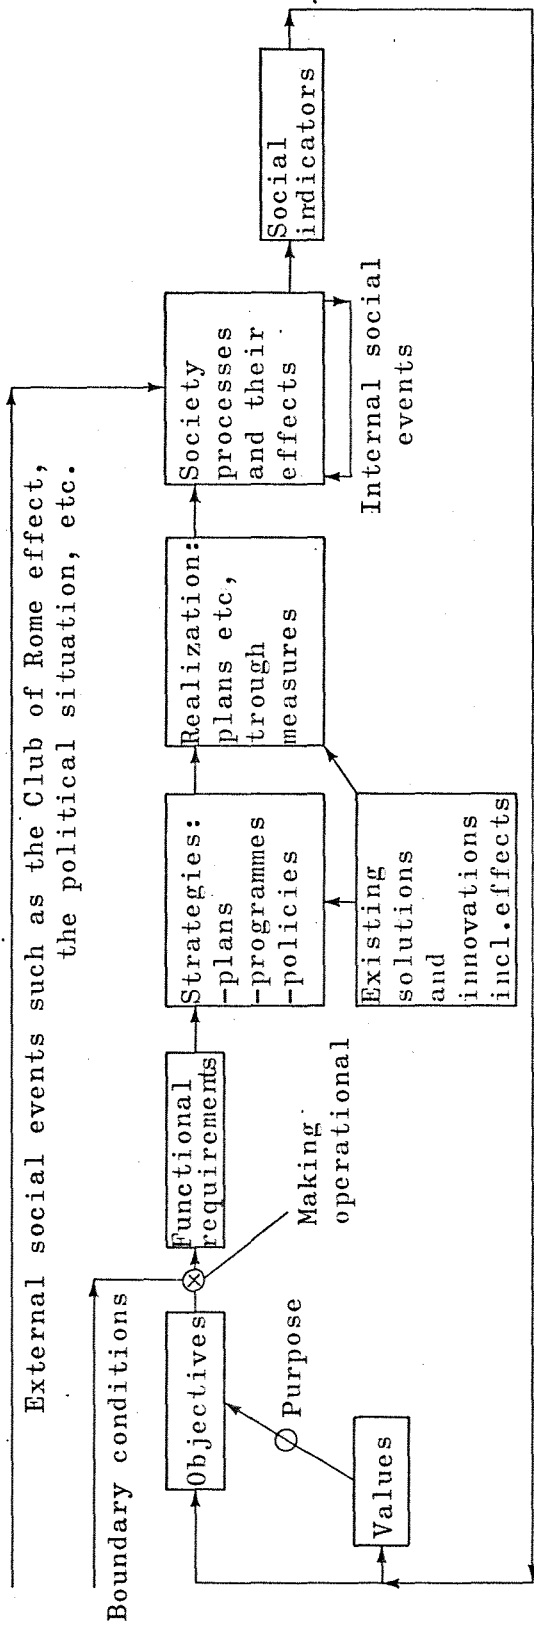 External social events such as the Club of Rome effect,
the political situation, etc.
Boundary conditions
Objectives
Purpose
Values
Making
operational
Functional
requirements
Strategies:
-plans
-programmes
-policies
Existing
solutions
and
innovations
incl.effects
Realization:
plans etc,
trough
measures
Society
processes
and their
effects
Internal social
events
Social
indicators